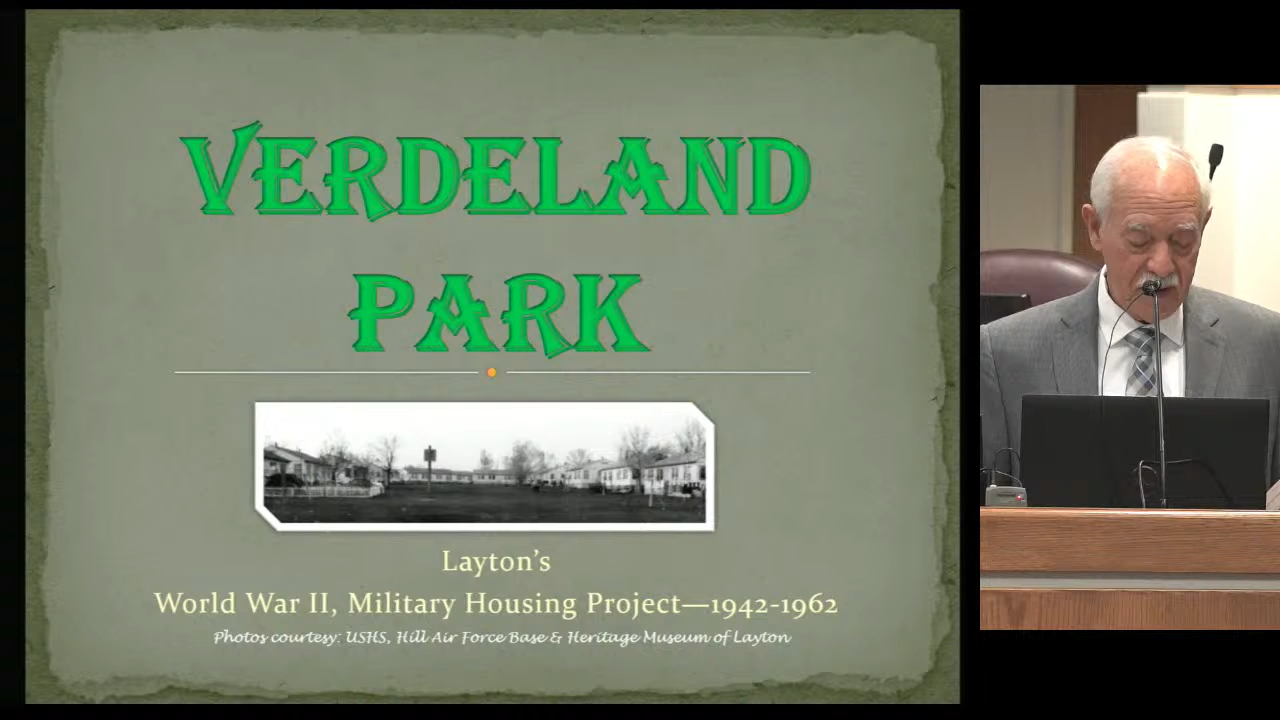 VERDELAND
PARK
Layton's
World War II, Military Housing Project—1942-1962
Photos courtesy: USHS, Hill Air Force Base & Heritage Museum of Layton